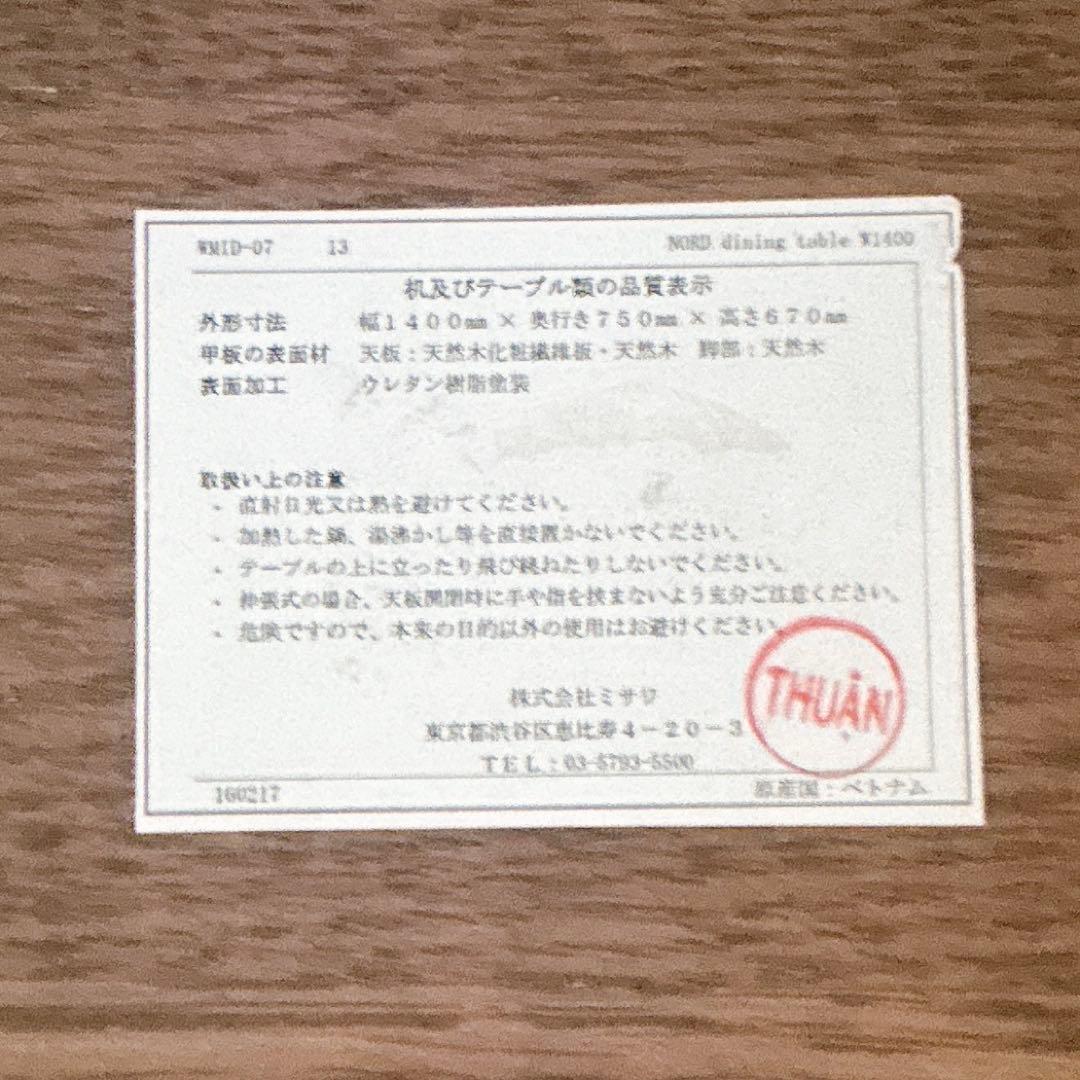 WMID-07 13 NORD dining table W1400
机及びテーブル類の品質表示
外形寸法 幅1400㎜ × 奥行き750㎜ × 高さ670㎜
甲板の表面材 天板:天然木化粧繊維板・天然木 脚部:天然木
表面加工 ウレタン樹脂塗装
取扱い上の注意
・ 直射日光又は熱を避けてください。
・ 加熱した鍋、湯沸かし等を直接置かないでください。
・ テーブルの上に立ったり飛び跳ねたりしないでください。
・ 伸張式の場合、天板開閉時に手や指を挟まないよう充分ご注意ください。
・ 危険ですので、本来の目的以外の使用はお避けください。
THUẬN
株式会社ミサワ
東京都渋谷区恵比寿4-20-3
TEL:03-5793-5500
160217 原産国:ベトナム